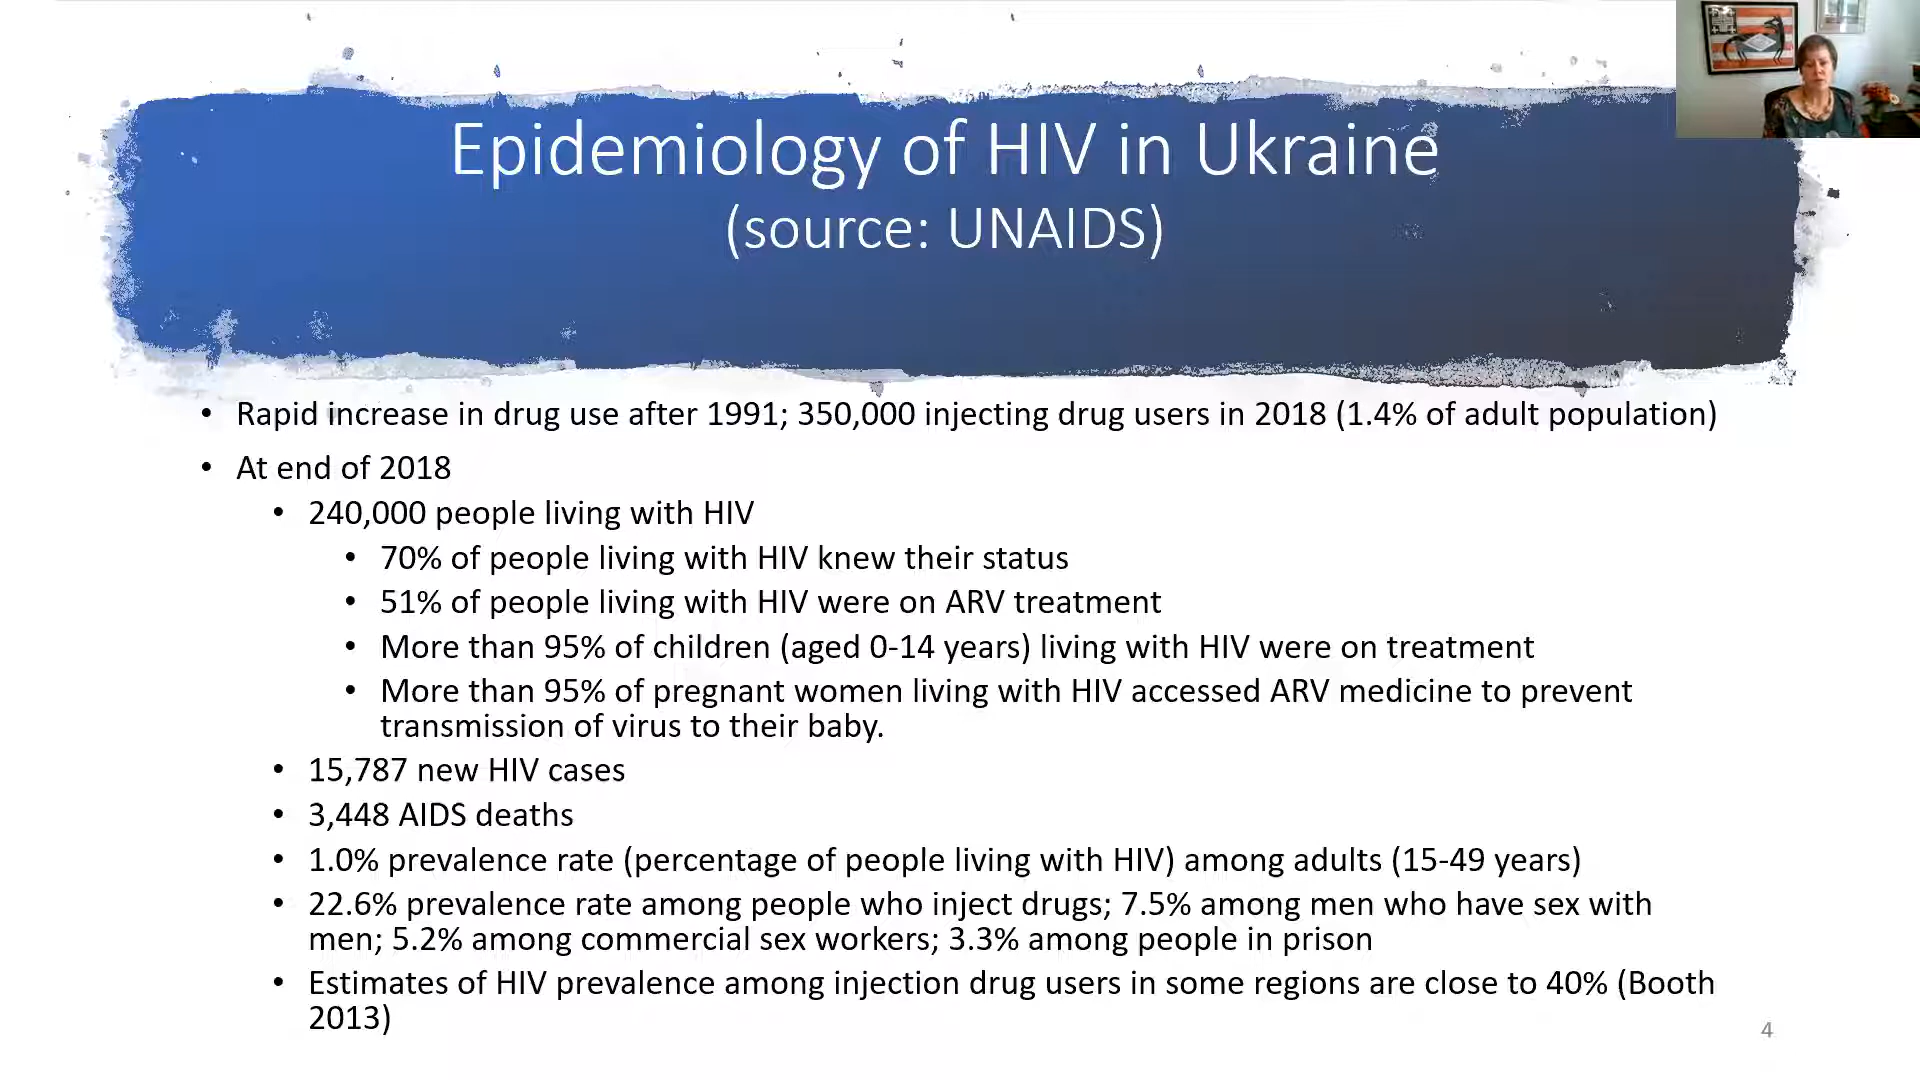 Epidemiology of HIV in Ukraine
(source: UNAIDS)
• Rapid increase in drug use after 1991; 350,000 injecting drug users in 2018 (1.4% of adult population)
• At end of 2018
• 240,000 people living with HIV
• 70% of people living with HIV knew their status
• 51% of people living with HIV were on ARV treatment
• More than 95% of children (aged 0-14 years) living with HIV were on treatment
• More than 95% of pregnant women living with HIV accessed ARV medicine to prevent
transmission of virus to their baby.
• 15,787 new HIV cases
• 3,448 AIDS deaths
• 1.0% prevalence rate (percentage of people living with HIV) among adults (15-49 years)
• 22.6% prevalence rate among people who inject drugs; 7.5% among men who have sex with
men; 5.2% among commercial sex workers; 3.3% among people in prison
• Estimates of HIV prevalence among injection drug users in some regions are close to 40% (Booth
2013)
4